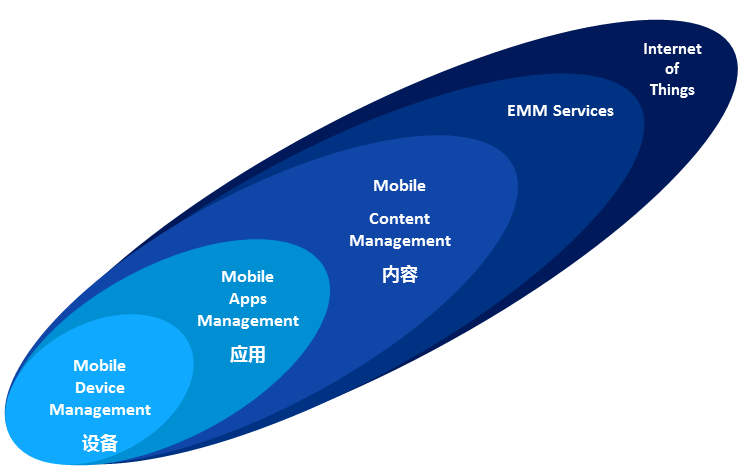 Internet
of
Things
EMM Services
Mobile
Content
Management
内容
Mobile
Apps
Management
应用
Mobile
Device
Management
设备